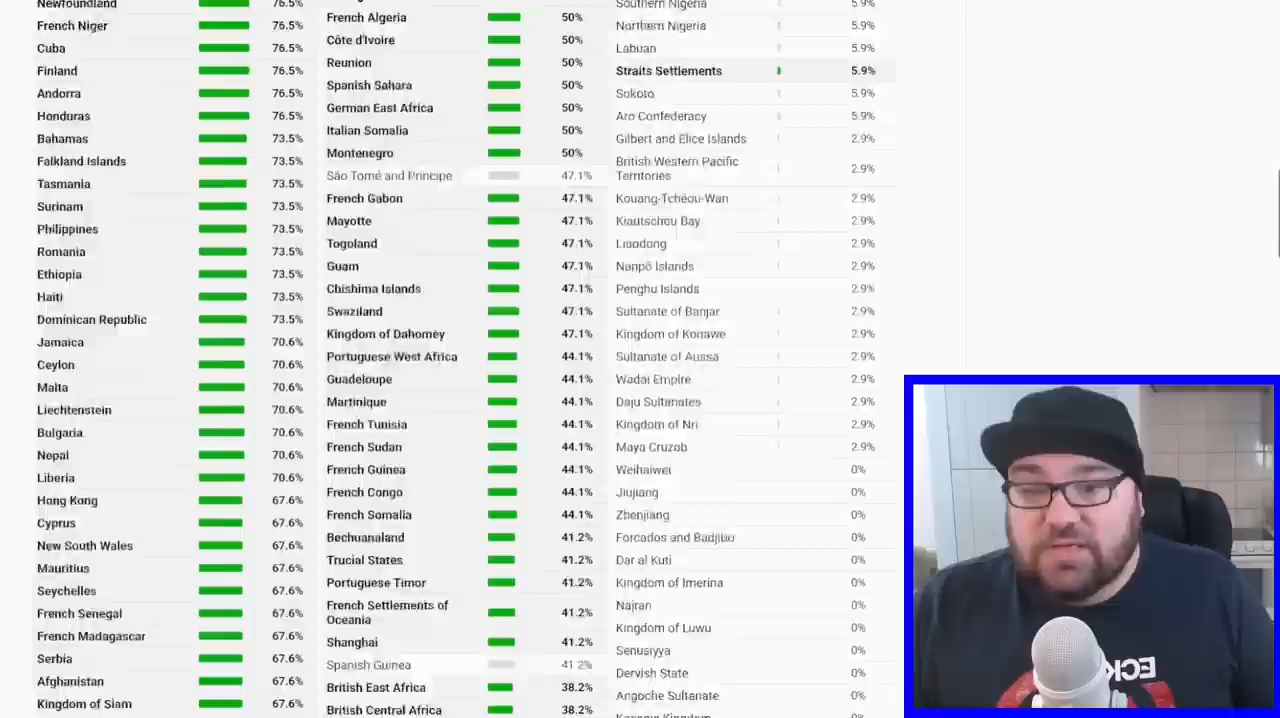 Newfoundland 76.5%
French Niger 76.5%
Cuba 76.5%
Finland 76.5%
Andorra 76.5%
Honduras 76.5%
Bahamas 73.5%
Falkland Islands 73.5%
Tasmania 73.5%
Surinam 73.5%
Philippines 73.5%
Romania 73.5%
Ethiopia 73.5%
Haiti 73.5%
Dominican Republic 73.5%
Jamaica 70.6%
Ceylon 70.6%
Malta 70.6%
Liechtenstein 70.6%
Bulgaria 70.6%
Nepal 70.6%
Liberia 70.6%
Hong Kong 67.6%
Cyprus 67.6%
New South Wales 67.6%
Mauritius 67.6%
Seychelles 67.6%
French Senegal 67.6%
French Madagascar 67.6%
Serbia 67.6%
Afghanistan 67.6%
Kingdom of Siam 67.6%
French Algeria 50%
Côte d'Ivoire 50%
Reunion 50%
Spanish Sahara 50%
German East Africa 50%
Italian Somalia 50%
Montenegro 50%
São Tomé and Príncipe 47.1%
French Gabon 47.1%
Mayotte 47.1%
Togoland 47.1%
Guam 47.1%
Chishima Islands 47.1%
Swaziland 47.1%
Kingdom of Dahomey 47.1%
Portuguese West Africa 44.1%
Guadeloupe 44.1%
Martinique 44.1%
French Tunisia 44.1%
French Sudan 44.1%
French Guinea 44.1%
French Congo 44.1%
French Somalia 44.1%
Bechuanaland 41.2%
Trucial States 41.2%
Portuguese Timor 41.2%
French Settlements of
Oceania 41.2%
Shanghai 41.2%
Spanish Guinea 41.2%
British East Africa 38.2%
British Central Africa 38.2%
Southern Nigeria 5.9%
Northern Nigeria 5.9%
Labuan 5.9%
Straits Settlements 5.9%
Sokoto 5.9%
Aro Confederacy 5.9%
Gilbert and Elice Islands 2.9%
British Western Pacific
Territories 2.9%
Kouang-Tchéou-Wan 2.9%
Kiautschou Bay 2.9%
Liaodong 2.9%
Nanpō Islands 2.9%
Penghu Islands 2.9%
Sultanate of Banjar 2.9%
Kingdom of Konawe 2.9%
Sultanate of Aussa 2.9%
Wadai Empire 2.9%
Daju Sultanates 2.9%
Kingdom of Nri 2.9%
Maya Cruzob 2.9%
Weihaiwei 0%
Jiujiang 0%
Zhenjiang 0%
Forcados and Badjibo 0%
Dar al Kuti 0%
Kingdom of Imerina 0%
Najran 0%
Kingdom of Luwu 0%
Senusiyya 0%
Dervish State 0%
Angoche Sultanate 0%